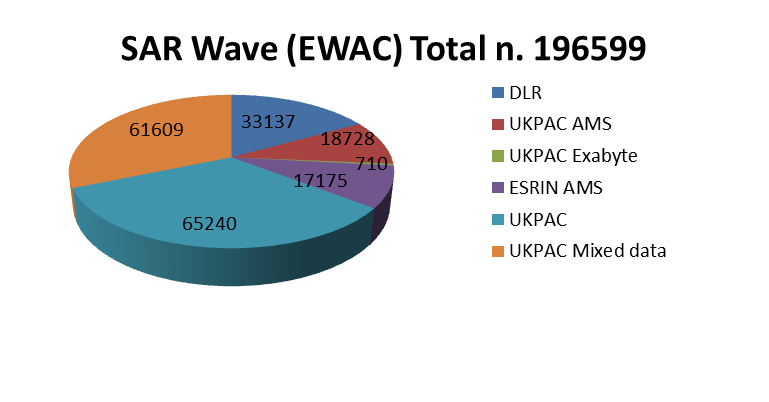 SAR Wave (EWAC) Total n. 196599
33137
18728
710
17175
65240
61609
DLR
UKPAC AMS
UKPAC Exabyte
ESRIN AMS
UKPAC
UKPAC Mixed data